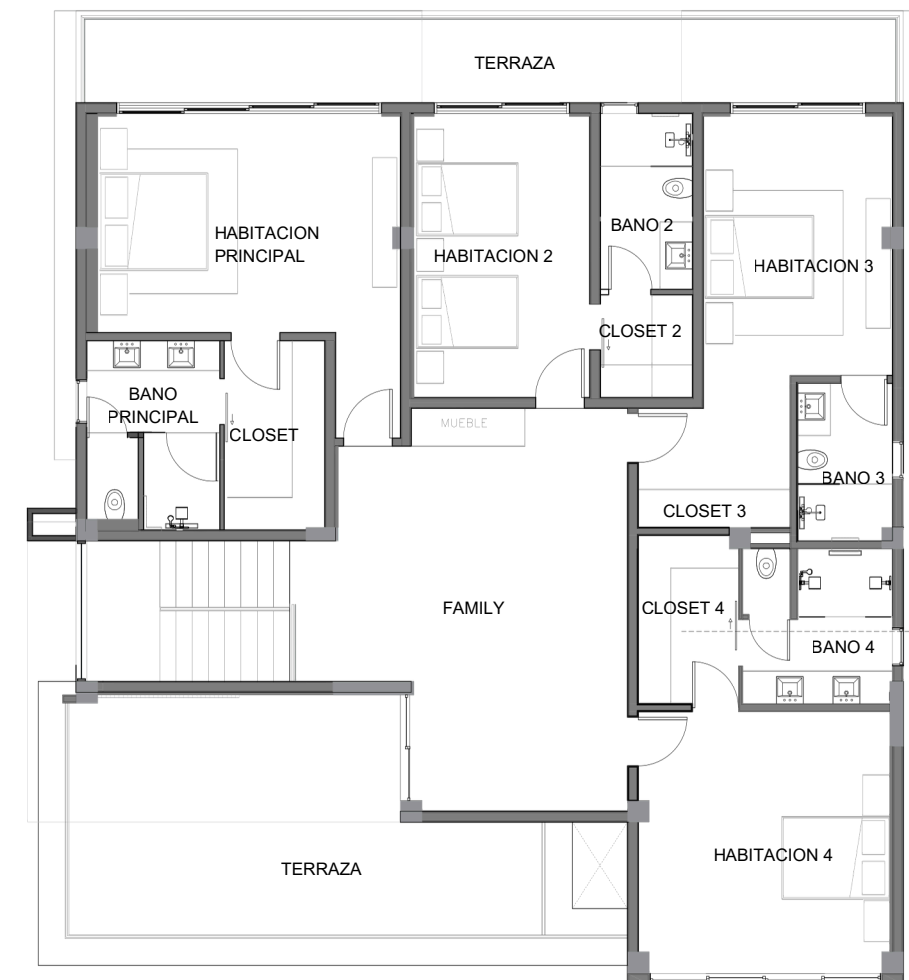 TERRAZA
HABITACION
PRINCIPAL
HABITACION 2
BANO 2
HABITACION 3
CLOSET 2
BANO
PRINCIPAL
CLOSET
MUEBLE
BANO 3
CLOSET 3
FAMILY
CLOSET 4
BANO 4
TERRAZA
HABITACION 4